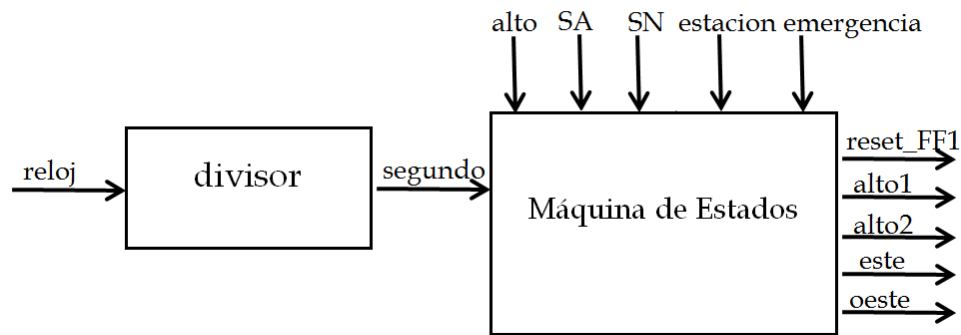 alto SA SN estacion emergencia
reloj
divisor
segundo
Máquina de Estados
reset_FF1
alto1
alto2
este
oeste